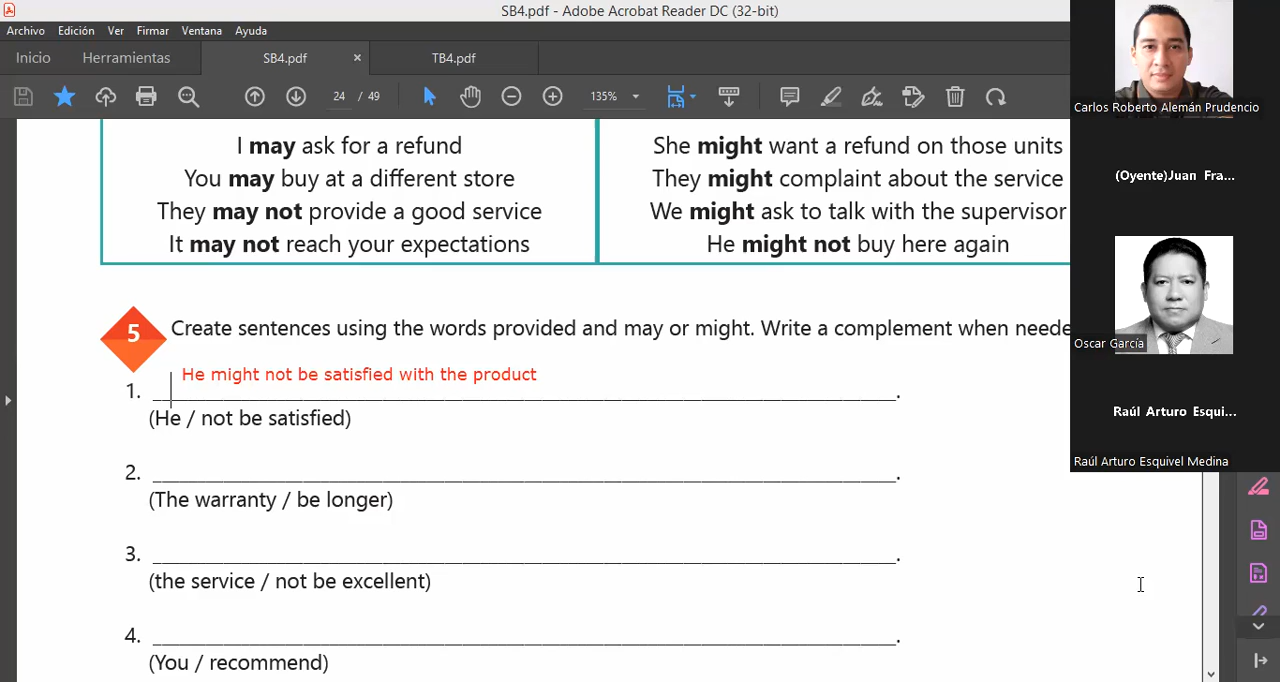 SB4.pdf - Adobe Acrobat Reader DC (32-bit)
Archivo Edición Ver Firmar Ventana Ayuda
Inicio Herramientas SB4.pdf × TB4.pdf
24 / 49 135%
I may ask for a refund
You may buy at a different store
They may not provide a good service
It may not reach your expectations
She might want a refund on those units
They might complaint about the service
We might ask to talk with the supervisor
He might not buy here again
5 Create sentences using the words provided and may or might. Write a complement when neede
He might not be satisfied with the product
1. ______.
(He / not be satisfied)
2. ______.
(The warranty / be longer)
3. ______.
(the service / not be excellent)
4. ______.
(You / recommend)
Carlos Roberto Alemán Prudencio
(Oyente)Juan Fra...
Oscar García
Raúl Arturo Esqui...
Raúl Arturo Esquivel Medina